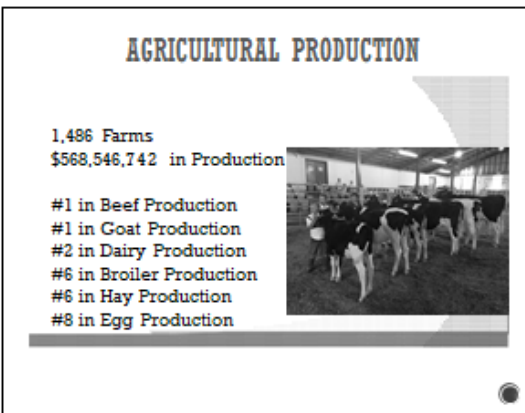 AGRICULTURAL PRODUCTION
1,486 Farms
$568,546,742 in Production
#1 in Beef Production
#1 in Goat Production
#2 in Dairy Production
#6 in Broiler Production
#6 in Hay Production
#8 in Egg Production